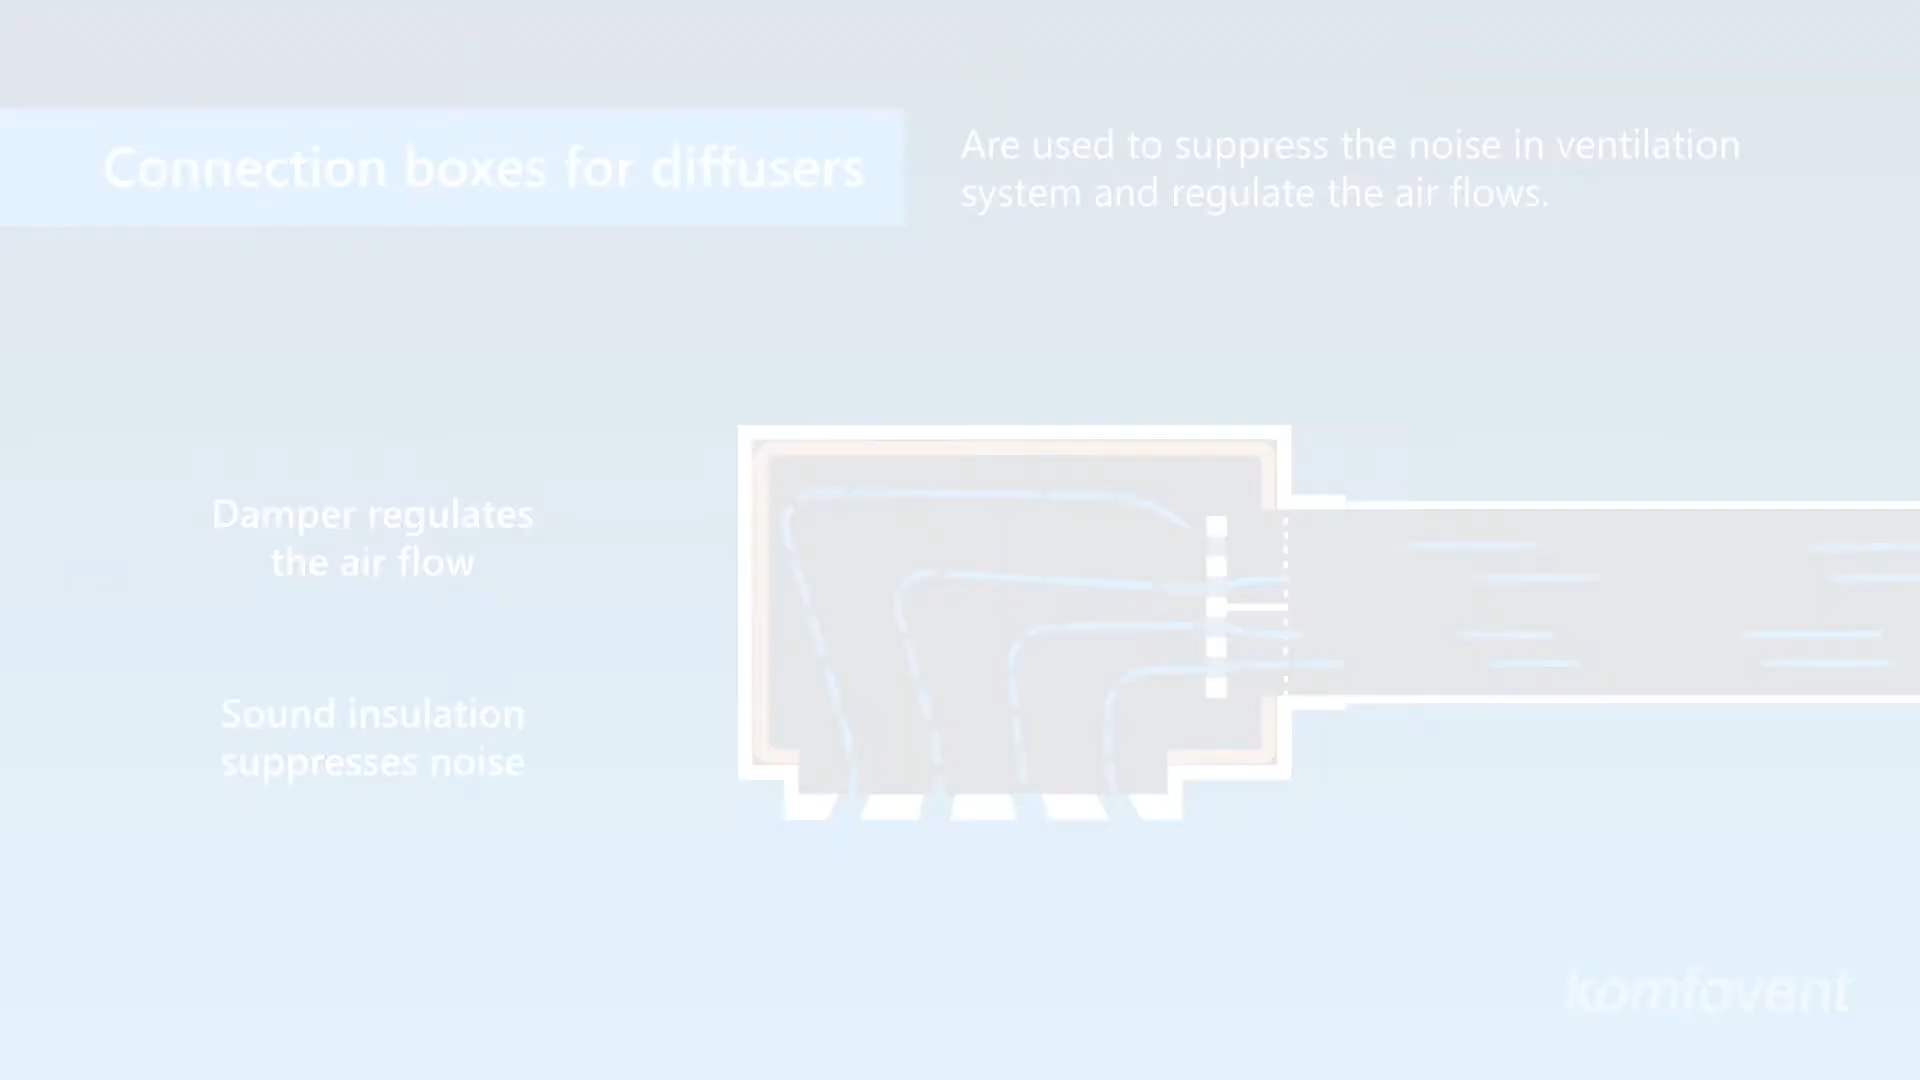 Connection boxes for diffusers
Are used to suppress the noise in ventilation
system and regulate the air flows.
Damper regulates
the air flow
Sound insulation
suppresses noise
komfovent